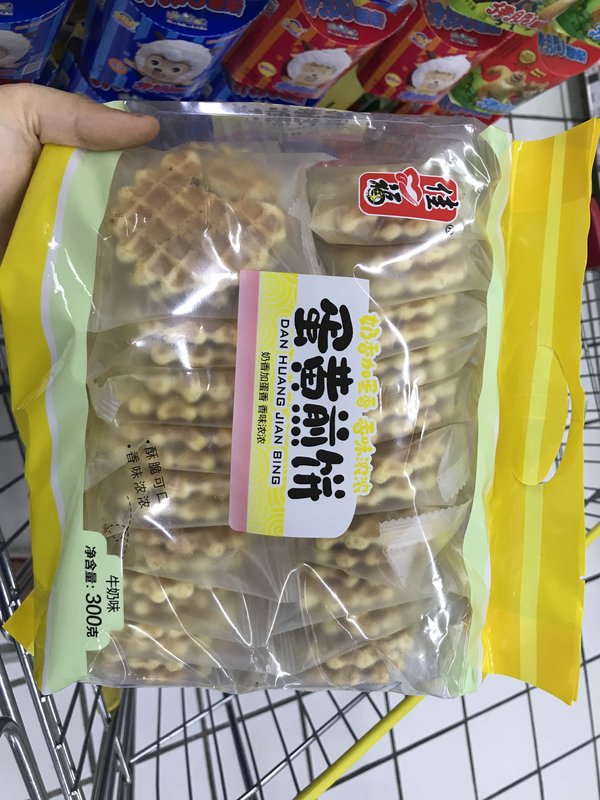 佳福
R
奶香加蛋香 香味浓浓
蛋黄煎饼
DAN HUANG JIAN BING
奶香加蛋香 香味浓浓
·酥脆可口
·香味浓浓
牛奶味
净含量：300克